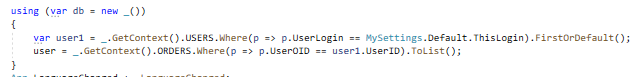 using (var db = new _())
{
var user1 = _.GetContext().USERS.Where(p => p.UserLogin == MySettings.Default.ThisLogin).FirstOrDefault();
user = _.GetContext().ORDERS.Where(p => p.UserOID == user1.UserID).ToList();
}